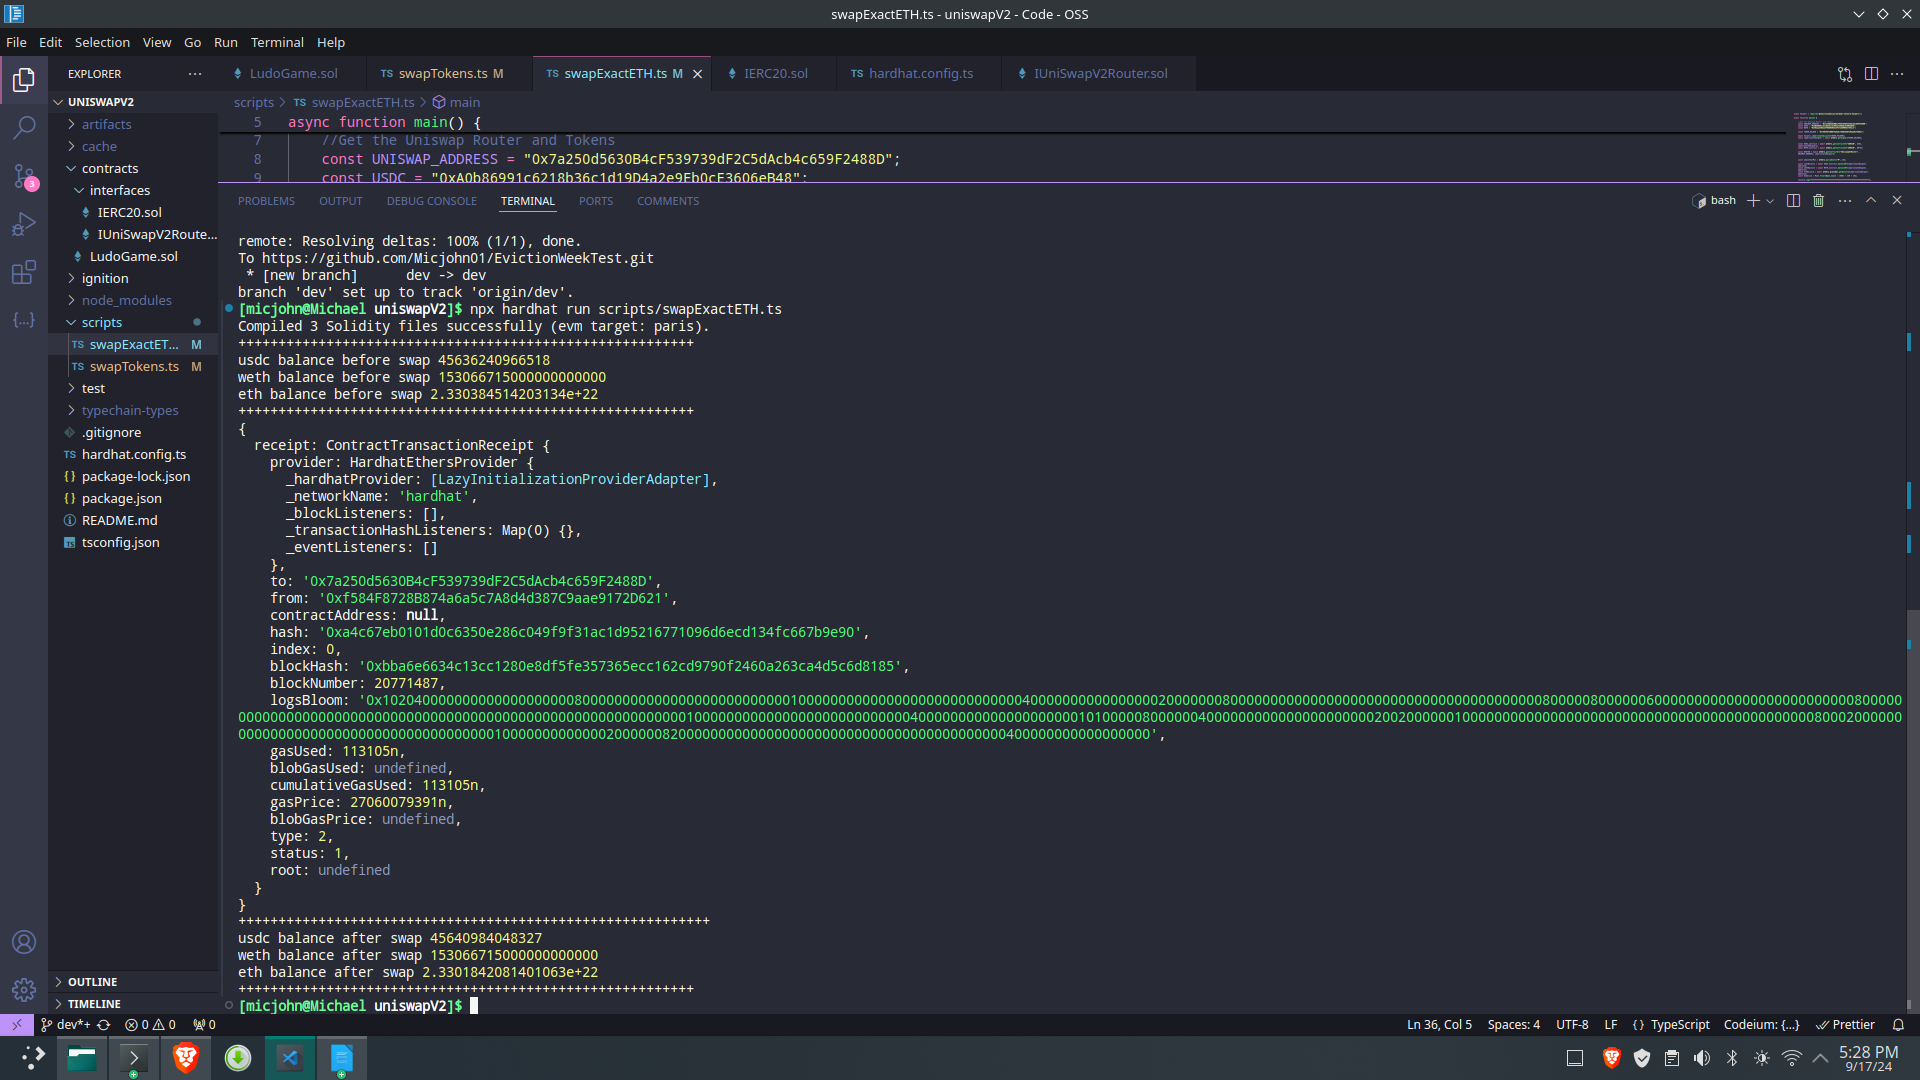 swapExactETH.ts - uniswapV2 - Code - OSS
File Edit Selection View Go Run Terminal Help
EXPLORER
LudoGame.sol
TS swapTokens.ts M
TS swapExactETH.ts M
IERC20.sol
TS hardhat.config.ts
IUniSwapV2Router.sol
UNISWAPV2
artifacts
cache
contracts
interfaces
IERC20.sol
IUniSwapV2Route...
LudoGame.sol
ignition
node_modules
scripts
TS swapExactET... M
TS swapTokens.ts M
test
typechain-types
.gitignore
TS hardhat.config.ts
{ } package-lock.json
{ } package.json
README.md
tsconfig.json
OUTLINE
TIMELINE
3
scripts > TS swapExactETH.ts > main
5 async function main() {
7 //Get the Uniswap Router and Tokens
8 const UNISWAP_ADDRESS = "0x7a250d5630B4cF539739dF2C5dAcb4c659F2488D";
9 const USDC = "0xA0b86991c6218b36c1d19D4a2e9Eb0cE3606eB48";
PROBLEMS OUTPUT DEBUG CONSOLE TERMINAL PORTS COMMENTS
bash
remote: Resolving deltas: 100% (1/1), done.
To https://github.com/Micjohn01/EvictionWeekTest.git
* [new branch] dev -> dev
branch 'dev' set up to track 'origin/dev'.
[micjohn@Michael uniswapV2]$ npx hardhat run scripts/swapExactETH.ts
Compiled 3 Solidity files successfully (evm target: paris).
+++++++++++++++++++++++++++++++++++++++++++++++++++++++++
usdc balance before swap 45636240966518
weth balance before swap 153066715000000000000
eth balance before swap 2.330384514203134e+22
+++++++++++++++++++++++++++++++++++++++++++++++++++++++++
{
receipt: ContractTransactionReceipt {
provider: HardhatEthersProvider {
_hardhatProvider: [LazyInitializationProviderAdapter],
_networkName: 'hardhat',
_blockListeners: [],
_transactionHashListeners: Map(0) {},
_eventListeners: []
},
to: '0x7a250d5630B4cF539739dF2C5dAcb4c659F2488D',
from: '0xf584F8728B874a6a5c7A8d4d387C9aae9172D621',
contractAddress: null,
hash: '0xa4c67eb0101d0c6350e286c049f9f31ac1d95216771096d6ecd134fc667b9e90',
index: 0,
blockHash: '0xbba6e6634c13cc1280e8df5fe357365ecc162cd9790f2460a263ca4d5c6d8185',
blockNumber: 20771487,
logsBloom:
gasUsed: 113105n,
blobGasUsed: undefined,
cumulativeGasUsed: 113105n,
gasPrice: 27060079391n,
blobGasPrice: undefined,
type: 2,
status: 1,
root: undefined
}
}
+++++++++++++++++++++++++++++++++++++++++++++++++++++++++++
usdc balance after swap 45640984048327
weth balance after swap 153066715000000000000
eth balance after swap 2.3301842081401063e+22
+++++++++++++++++++++++++++++++++++++++++++++++++++++++++
[micjohn@Michael uniswapV2]$
dev*+ 0 0 0
Ln 36, Col 5 Spaces: 4 UTF-8 LF { } TypeScript Codeium: {...} Prettier
5:28 PM
9/17/24